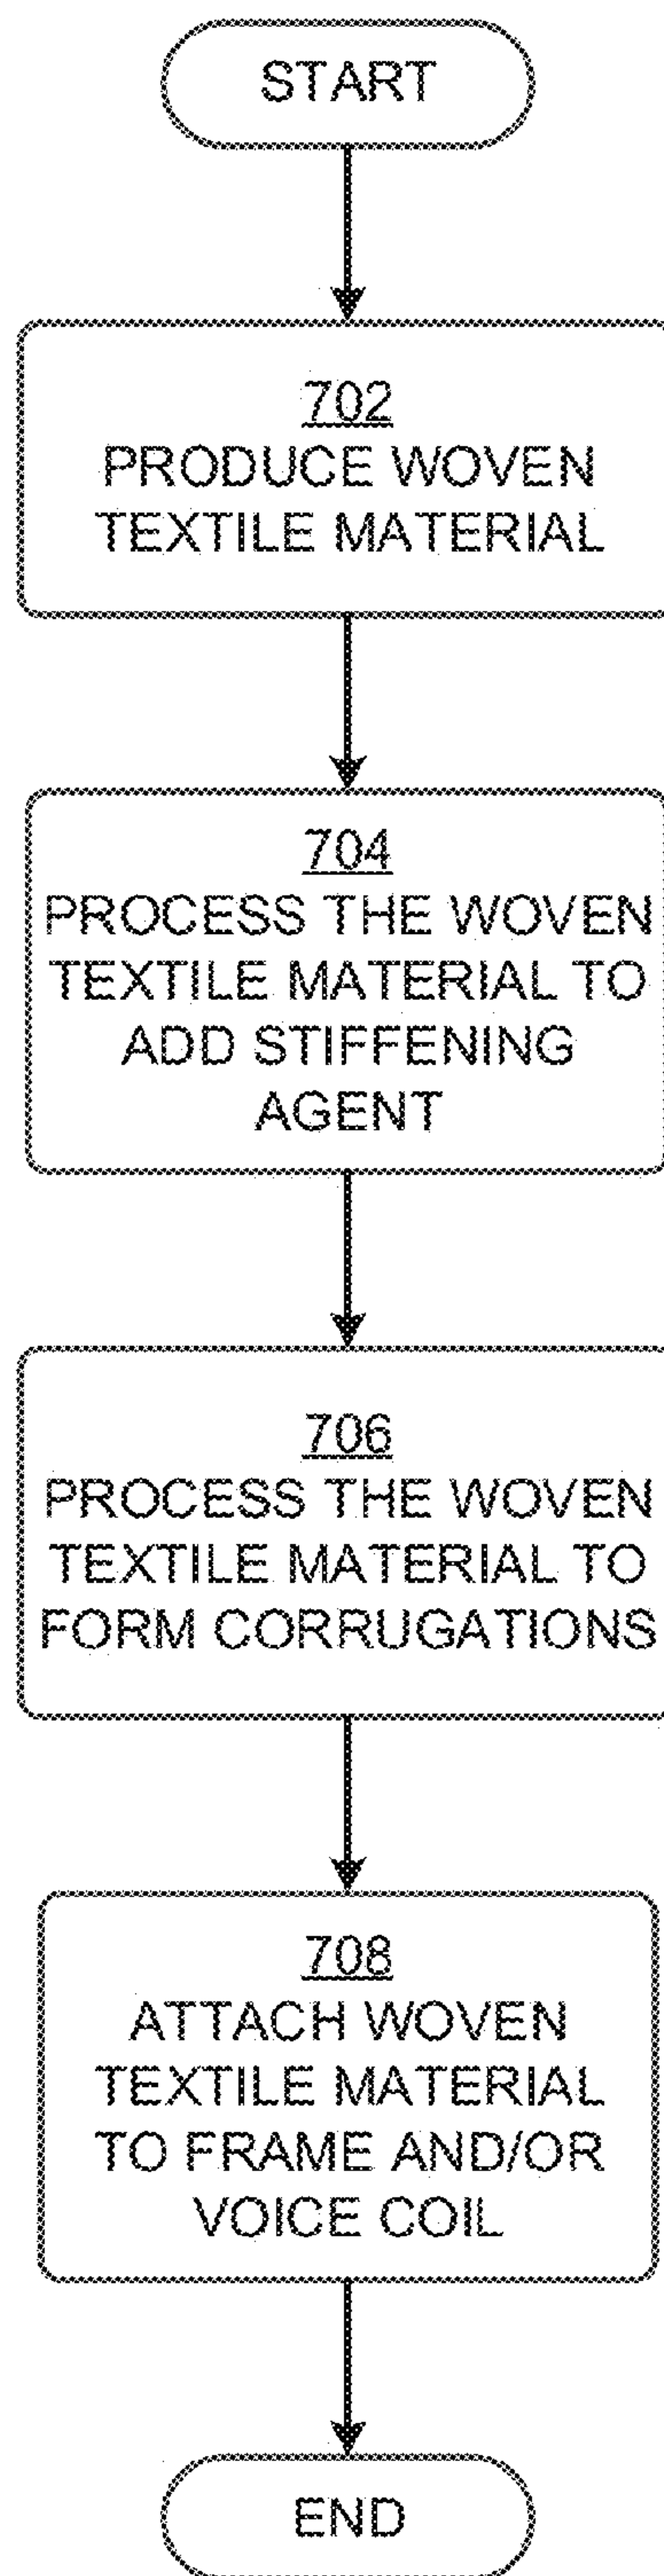 START
702
PRODUCE WOVEN
TEXTILE MATERIAL
704
PROCESS THE WOVEN
TEXTILE MATERIAL TO
ADD STIFFENING
AGENT
706
PROCESS THE WOVEN
TEXTILE MATERIAL TO
FORM CORRUGATIONS
708
ATTACH WOVEN
TEXTILE MATERIAL
TO FRAME AND/OR
VOICE COIL
END